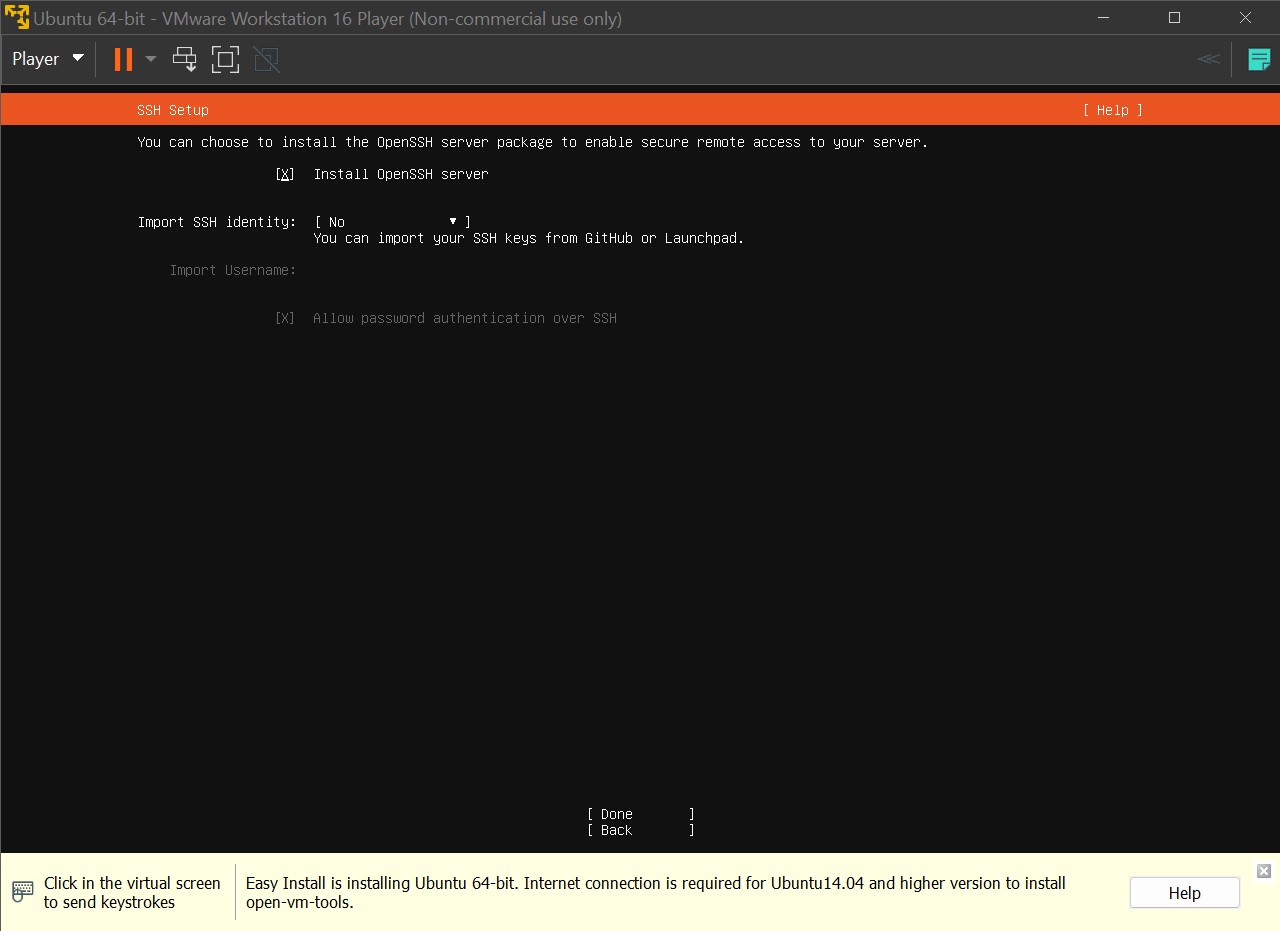 Ubuntu 64-bit - VMware Workstation 16 Player (Non-commercial use only)
Player
SSH Setup [ Help ]
You can choose to install the OpenSSH server package to enable secure remote access to your server.
[X] Install OpenSSH server
Import SSH identity: [ No ▾ ]
You can import your SSH keys from GitHub or Launchpad.
Import Username:
[X] Allow password authentication over SSH
[ Done ]
[ Back ]
Click in the virtual screen
to send keystrokes
Easy Install is installing Ubuntu 64-bit. Internet connection is required for Ubuntu14.04 and higher version to install
open-vm-tools.
Help